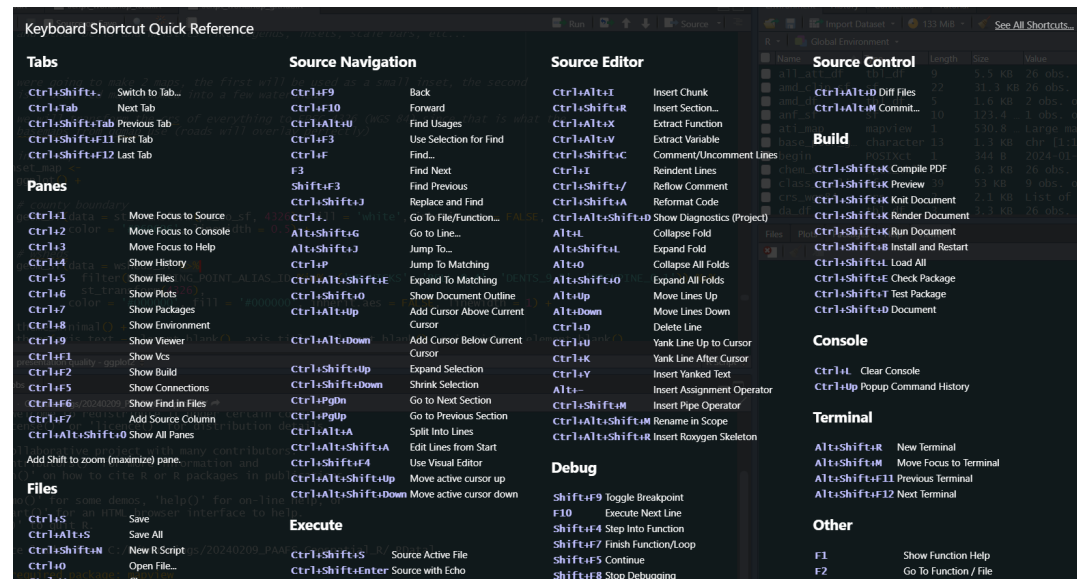 Keyboard Shortcut Quick Reference
See All Shortcuts...
Tabs
Ctrl+Shift+. Switch to Tab...
Ctrl+Tab Next Tab
Ctrl+Shift+Tab Previous Tab
Ctrl+Shift+F11 First Tab
Ctrl+Shift+F12 Last Tab
Panes
Ctrl+1 Move Focus to Source
Ctrl+2 Move Focus to Console
Ctrl+3 Move Focus to Help
Ctrl+4 Show History
Ctrl+5 Show Files
Ctrl+6 Show Plots
Ctrl+7 Show Packages
Ctrl+8 Show Environment
Ctrl+9 Show Viewer
Ctrl+F1 Show Vcs
Ctrl+F2 Show Build
Ctrl+F5 Show Connections
Ctrl+F6 Show Find in Files
Ctrl+F7 Add Source Column
Ctrl+Alt+Shift+0 Show All Panes
Add Shift to zoom (maximize) pane.
Files
Ctrl+S Save
Ctrl+Alt+S Save All
Ctrl+Shift+N New R Script
Ctrl+O Open File...
Source Navigation
Ctrl+F9 Back
Ctrl+F10 Forward
Ctrl+Alt+U Find Usages
Ctrl+F3 Use Selection for Find
Ctrl+F Find...
F3 Find Next
Shift+F3 Find Previous
Ctrl+Shift+J Replace and Find
Ctrl+. Go To File/Function...
Alt+Shift+G Go to Line...
Alt+Shift+J Jump To...
Ctrl+P Jump To Matching
Ctrl+Alt+Shift+E Expand To Matching
Ctrl+Shift+O Show Document Outline
Ctrl+Alt+Up Add Cursor Above Current
Cursor
Ctrl+Alt+Down Add Cursor Below Current
Cursor
Ctrl+Shift+Up Expand Selection
Ctrl+Shift+Down Shrink Selection
Ctrl+PgDn Go to Next Section
Ctrl+PgUp Go to Previous Section
Ctrl+Alt+A Split Into Lines
Ctrl+Alt+Shift+A Edit Lines from Start
Ctrl+Shift+F4 Use Visual Editor
Ctrl+Alt+Shift+Up Move active cursor up
Ctrl+Alt+Shift+Down Move active cursor down
Execute
Ctrl+Shift+S Source Active File
Ctrl+Shift+Enter Source with Echo
Source Editor
Ctrl+Alt+I Insert Chunk
Ctrl+Shift+R Insert Section...
Ctrl+Alt+X Extract Function
Ctrl+Alt+V Extract Variable
Ctrl+Shift+C Comment/Uncomment Lines
Ctrl+I Reindent Lines
Ctrl+Shift+/ Reflow Comment
Ctrl+Shift+A Reformat Code
Ctrl+Alt+Shift+D Show Diagnostics (Project)
Alt+L Collapse Fold
Alt+Shift+L Expand Fold
Alt+O Collapse All Folds
Alt+Shift+O Expand All Folds
Alt+Up Move Lines Up
Alt+Down Move Lines Down
Ctrl+D Delete Line
Ctrl+U Yank Line Up to Cursor
Ctrl+K Yank Line After Cursor
Ctrl+Y Insert Yanked Text
Alt+- Insert Assignment Operator
Ctrl+Shift+M Insert Pipe Operator
Ctrl+Alt+Shift+M Rename in Scope
Ctrl+Alt+Shift+R Insert Roxygen Skeleton
Debug
Shift+F9 Toggle Breakpoint
F10 Execute Next Line
Shift+F4 Step Into Function
Shift+F7 Finish Function/Loop
Shift+F5 Continue
Shift+F8 Stop Debugging
Source Control
Ctrl+Alt+D Diff Files
Ctrl+Alt+M Commit...
Build
Ctrl+Shift+K Compile PDF
Ctrl+Shift+K Preview
Ctrl+Shift+K Knit Document
Ctrl+Shift+K Render Document
Ctrl+Shift+K Run Document
Ctrl+Shift+B Install and Restart
Ctrl+Shift+L Load All
Ctrl+Shift+E Check Package
Ctrl+Shift+T Test Package
Ctrl+Shift+D Document
Console
Ctrl+L Clear Console
Ctrl+Up Popup Command History
Terminal
Alt+Shift+R New Terminal
Alt+Shift+M Move Focus to Terminal
Alt+Shift+F11 Previous Terminal
Alt+Shift+F12 Next Terminal
Other
F1 Show Function Help
F2 Go To Function / File